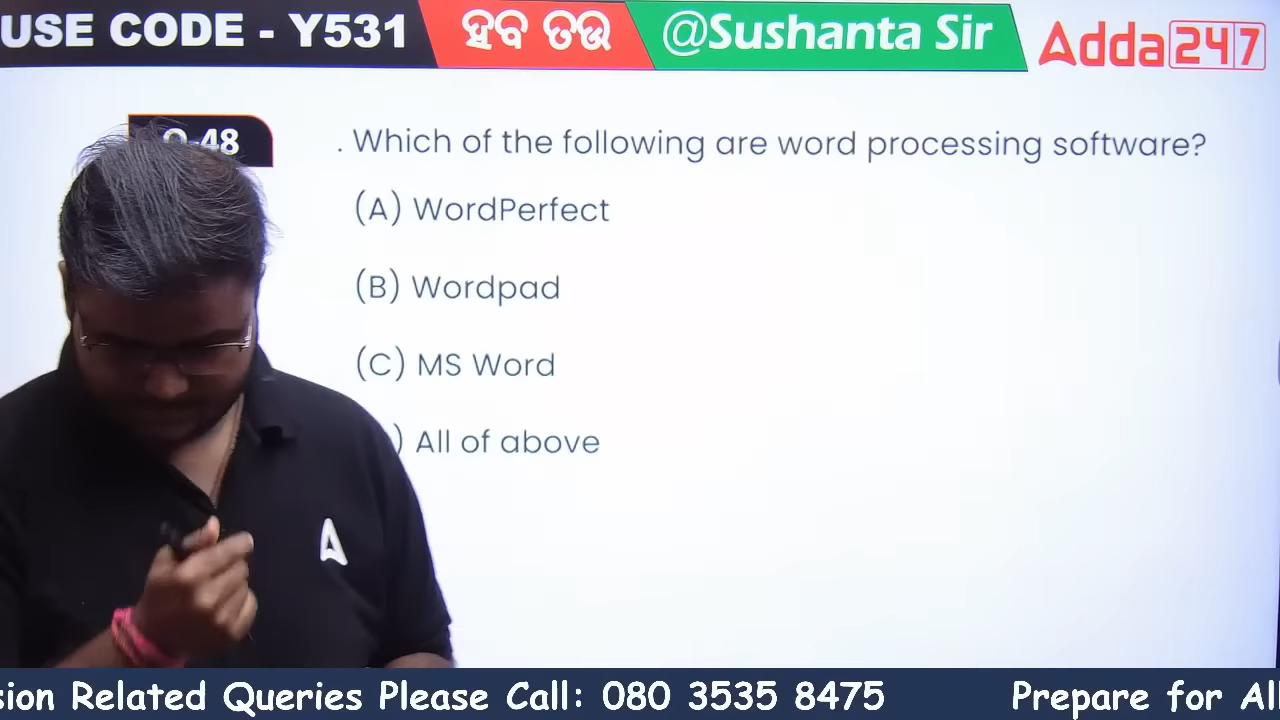 USE CODE - Y531
ହବ ତଉ
@Sushanta Sir
Adda247
Q-48
. Which of the following are word processing software?
(A) WordPerfect
(B) Wordpad
(C) MS Word
) All of above
sion Related Queries Please Call: 080 3535 8475
Prepare for All